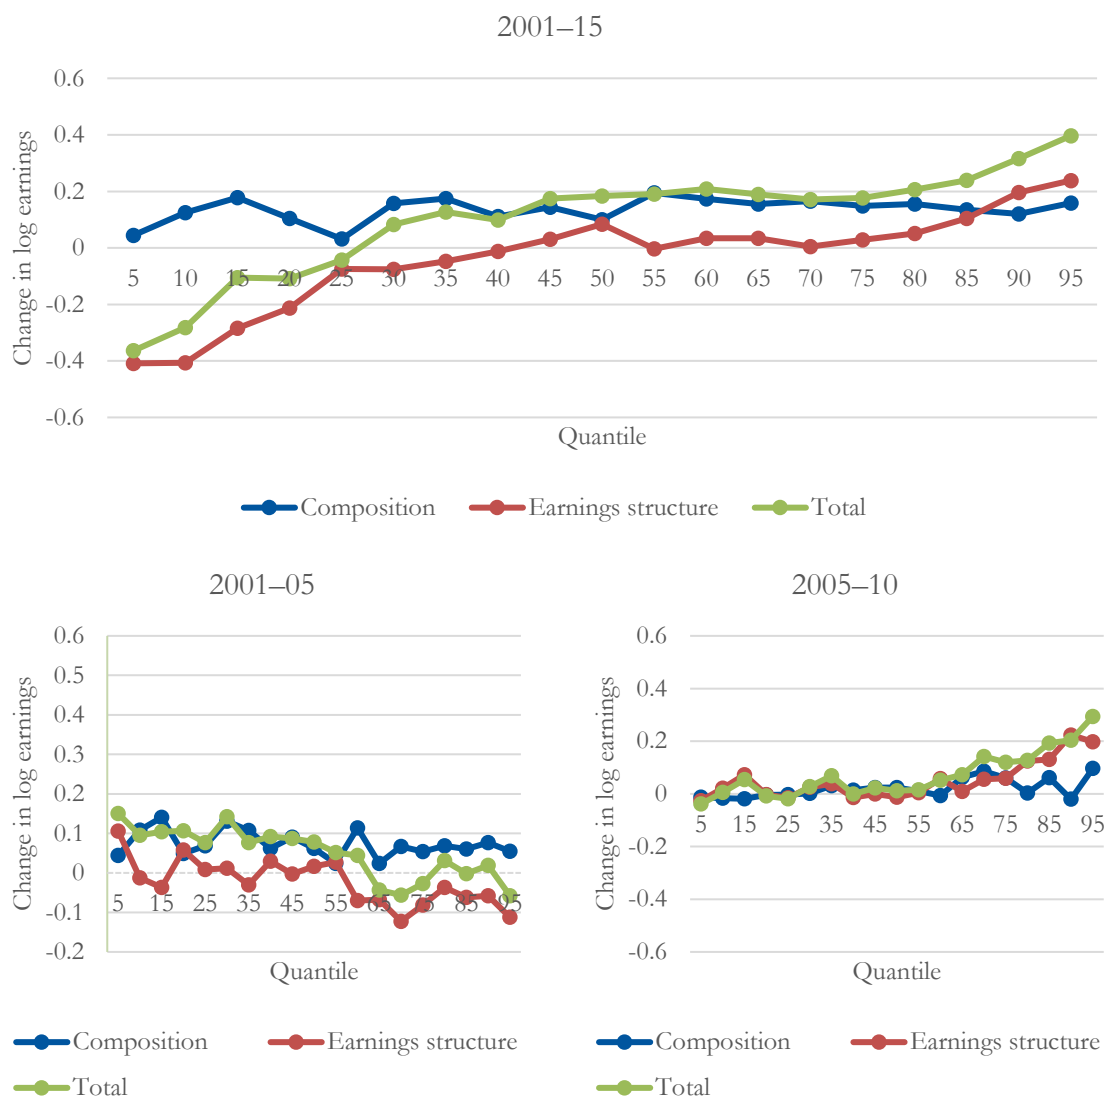 2001–15
Change in log earnings
0.6
0.4
0.2
0
-0.2
-0.4
-0.6
5 10 15 20 25 30 35 40 45 50 55 60 65 70 75 80 85 90 95
Quantile
Composition Earnings structure Total
2001–05
Change in log earnings
0.6
0.5
0.4
0.3
0.2
0.1
0
-0.1
-0.2
5 15 25 35 45 55 65 75 85 95
Quantile
Composition Earnings structure
Total
2005–10
Change in log earnings
0.6
0.4
0.2
0
-0.2
-0.4
-0.6
5 15 25 35 45 55 65 75 85 95
Quantile
Composition Earnings structure
Total